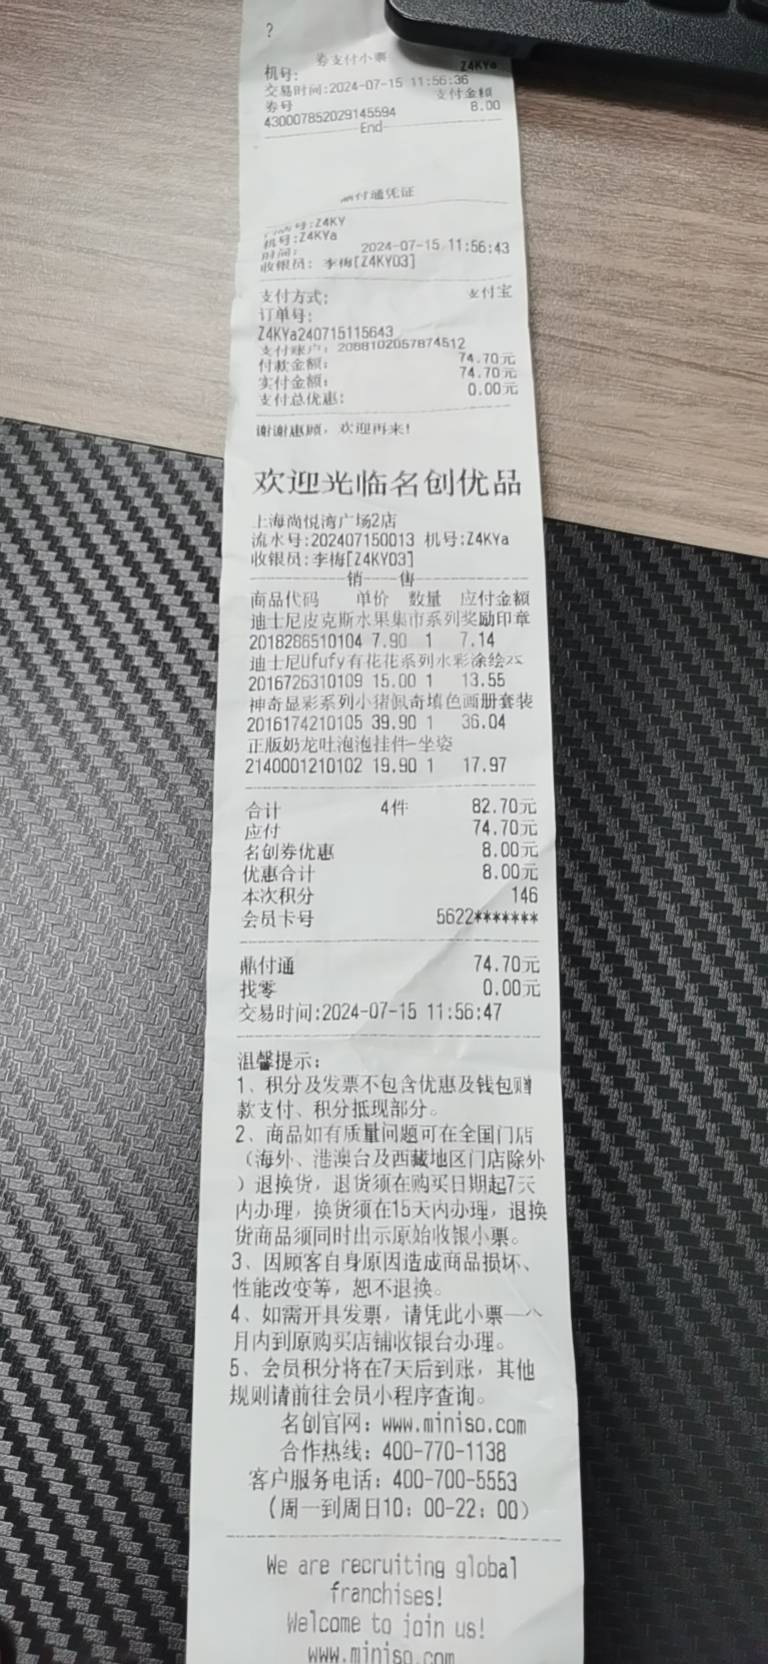 ?
券支付小票
机号: Z4KYa
交易时间:2024-07-15 11:56:36
券号 支付金额
430007852029145594 8.00
End
鼎付通凭证
号:Z4KY
机号:Z4KYa
时间: 2024-07-15 11:56:43
收银员: 李梅[Z4KY03]
支付方式: 支付宝
订单号:
Z4KYa240715115643
支付账户: 2088102057874512
付款金额: 74.70元
实付金额: 74.70元
支付总优惠: 0.00元
谢谢惠顾，欢迎再来!
欢迎光临名创优品
上海尚悦湾广场2店
流水号:202407150013 机号:Z4KYa
收银员:李梅[Z4KY03]
销----售
商品代码 单价 数量 应付金额
迪士尼皮克斯水果集市系列奖励印章
2018286510104 7.90 1 7.14
迪士尼Ufufy有花花系列水彩涂绘
2016726310109 15.00 1 13.55
神奇显彩系列小猪佩奇填色画册套装
2016174210105 39.90 1 36.04
正版奶龙吐泡泡挂件-坐姿
2140001210102 19.90 1 17.97
合计 4件 82.70元
应付 74.70元
名创券优惠 8.00元
优惠合计 8.00元
本次积分 146
会员卡号 5622*******
鼎付通 74.70元
找零 0.00元
交易时间:2024-07-15 11:56:47
温馨提示:
1、积分及发票不包含优惠及钱包赠
款支付、积分抵现部分。
2、商品如有质量问题可在全国门店
（海外、港澳台及西藏地区门店除外
）退换货，退货须在购买日期起7天
内办理，换货须在15天内办理，退换
货商品须同时出示原始收银小票。
3、因顾客自身原因造成商品损坏、
性能改变等，恕不退换。
4、如需开具发票，请凭此小票一个
月内到原购买店铺收银台办理。
5、会员积分将在7天后到账，其他
规则请前往会员小程序查询。
名创官网：www.miniso.com
合作热线：400-770-1138
客户服务电话：400-700-5553
（周一到周日10：00-22：00）
We are recruiting global
franchises!
Welcome to join us!
www.miniso.com